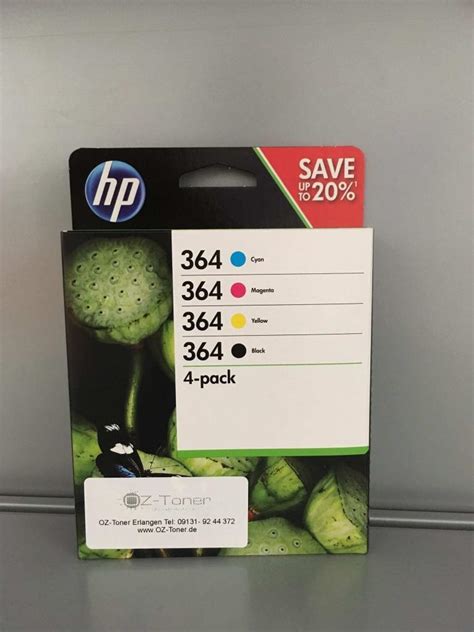 hp
SAVE
UP TO 20%¹
364 Cyan
364 Magenta
364 Yellow
364 Black
4-pack
OZ-Toner
OZ-Toner Erlangen Tel: 09131- 92 44 372
www.OZ-Toner.de